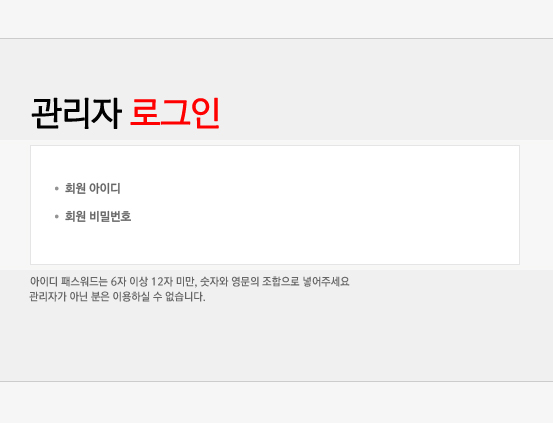 관리자 로그인
회원 아이디
회원 비밀번호
아이디 패스워드는 6자 이상 12자 미만, 숫자와 영문의 조합으로 넣어주세요
관리자가 아닌 분은 이용하실 수 없습니다.